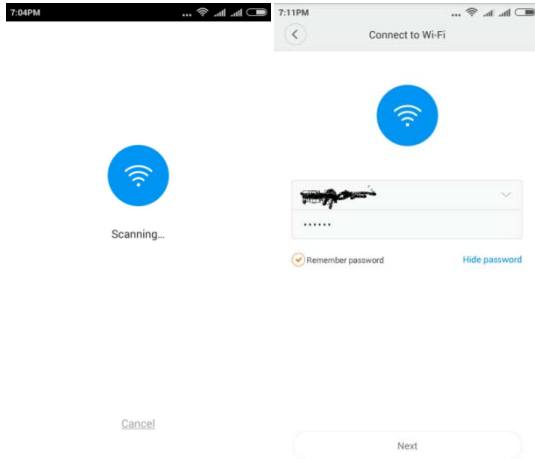 7:04PM
Scanning...
Cancel
7:11PM
Connect to Wi-Fi
......
Remember password
Hide password
Next